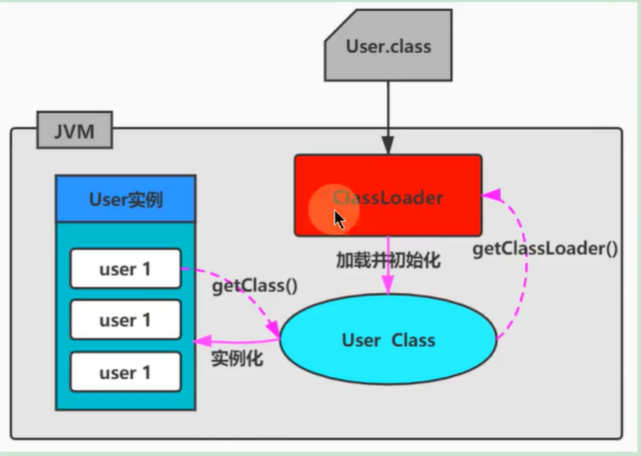 User.class
JVM
ClassLoader
User实例
加载并初始化
getClassLoader()
user 1
getClass()
user 1
User Class
实例化
user 1